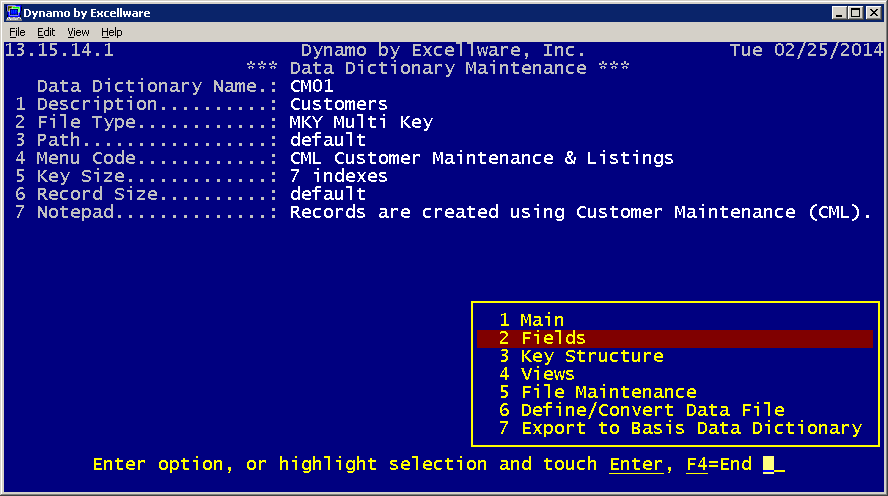 Dynamo by Excellware
File Edit View Help
13.15.14.1 Dynamo by Excellware, Inc. Tue 02/25/2014
*** Data Dictionary Maintenance ***
Data Dictionary Name.: CM01
1 Description..........: Customers
2 File Type............: MKY Multi Key
3 Path.................: default
4 Menu Code............: CML Customer Maintenance & Listings
5 Key Size.............: 7 indexes
6 Record Size..........: default
7 Notepad..............: Records are created using Customer Maintenance (CML).
1 Main
2 Fields
3 Key Structure
4 Views
5 File Maintenance
6 Define/Convert Data File
7 Export to Basis Data Dictionary
Enter option, or highlight selection and touch Enter, F4=End